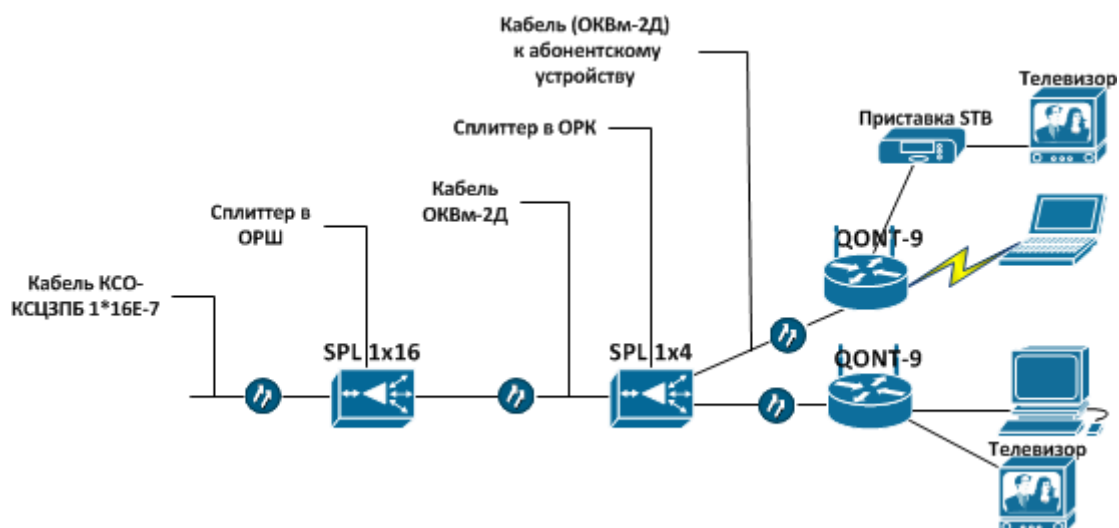 Кабель (ОКВм-2Д)
к абонентскому
устройству
Телевизор
Приставка STB
Сплиттер в ОРК
Кабель
ОКВм-2Д
Сплиттер в
ОРШ
QONT-9
Кабель КСО-
КСЦЗПБ 1*16Е-7
SPL 1x16
SPL 1x4
QONT-9
Телевизор